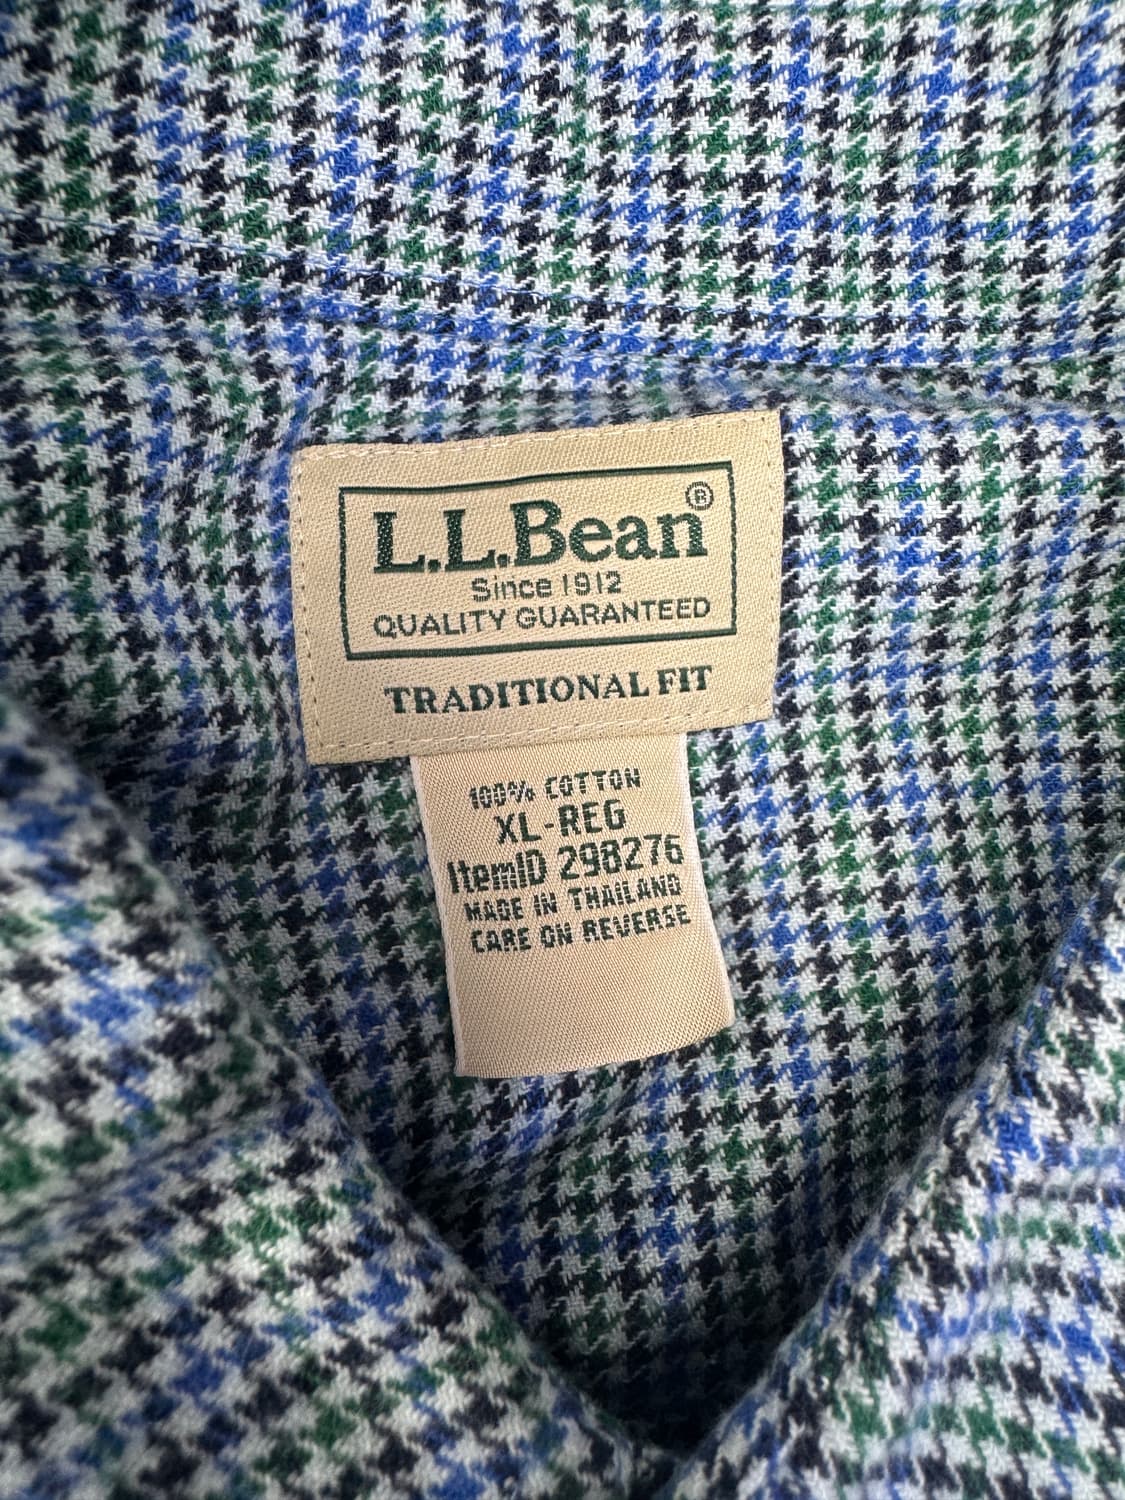 L.L.Bean®
Since 1912
QUALITY GUARANTEED
TRADITIONAL FIT
100% COTTON
XL-REG
ItemID 298276
MADE IN THAILAND
CARE ON REVERSE